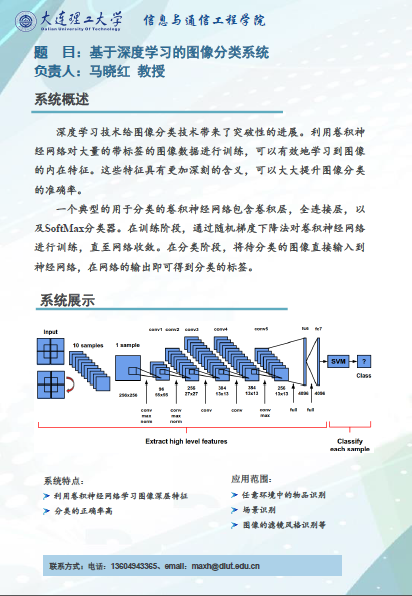 大连理工大学 信息与通信工程学院
Dalian University Of Technology
题 目：基于深度学习的图像分类系统
负责人：马晓红 教授
系统概述
深度学习技术给图像分类技术带来了突破性的进展。利用卷积神
经网络对大量的带标签的图像数据进行训练，可以有效地学习到图像
的内在特征。这些特征具有更加深刻的含义，可以大大提升图像分类
的准确率。
一个典型的用于分类的卷积神经网络包含卷积层，全连接层，以
及SoftMax分类器。在训练阶段，通过随机梯度下降法对卷积神经网络
进行训练，直至网络收敛。在分类阶段，将待分类的图像直接输入到
神经网络，在网络的输出即可得到分类的标签。
系统展示
Input
10 samples
1 sample
conv1 conv2 conv3 conv4 conv5 full fc7
256x256
96
55x55
256
27x27
384
13x13
384
13x13
256
13x13
4096 4096
SVM
?
Class
conv
max
norm
conv
max
norm
conv
conv
conv
max
full full
Extract high level features
Classify
each sample
系统特点：
利用卷积神经网络学习图像深层特征
分类的正确率高
应用范围：
任意环境中的物品识别
场景识别
图像的滤镜风格识别等
联系方式：电话：13604943365、email：maxh@dlut.edu.cn